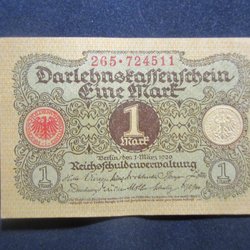 265·724511
Darlehnskassenschein
Eine Mark
1
Mark
Berlin, den 1. März 1920
Reichsschuldenverwaltung
1 1